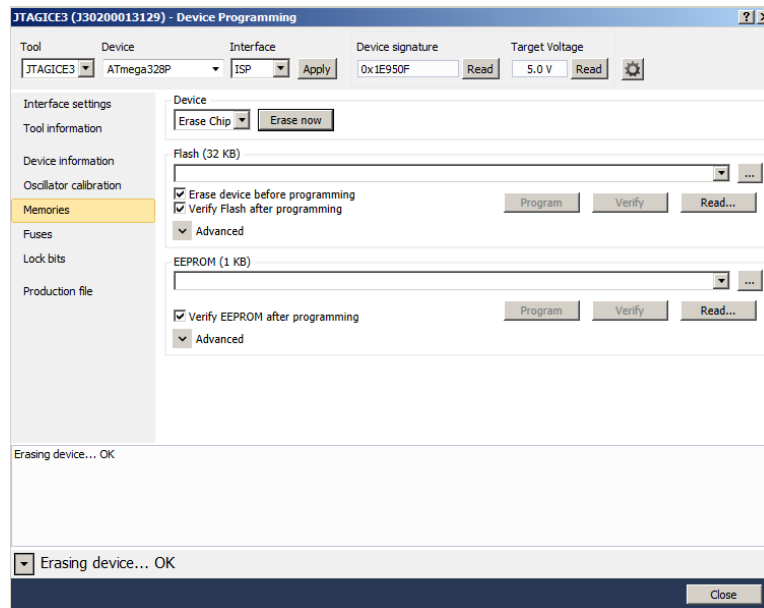 JTAGICE3 (J30200013129) - Device Programming
Tool Device Interface Device signature Target Voltage
JTAGICE3 ATmega328P ISP Apply 0x1E950F Read 5.0 V Read
Interface settings
Tool information
Device information
Oscillator calibration
Memories
Fuses
Lock bits
Production file
Device
Erase Chip Erase now
Flash (32 KB)
...
Erase device before programming
Verify Flash after programming
Program Verify Read...
Advanced
EEPROM (1 KB)
...
Verify EEPROM after programming
Program Verify Read...
Advanced
Erasing device... OK
Erasing device... OK
Close